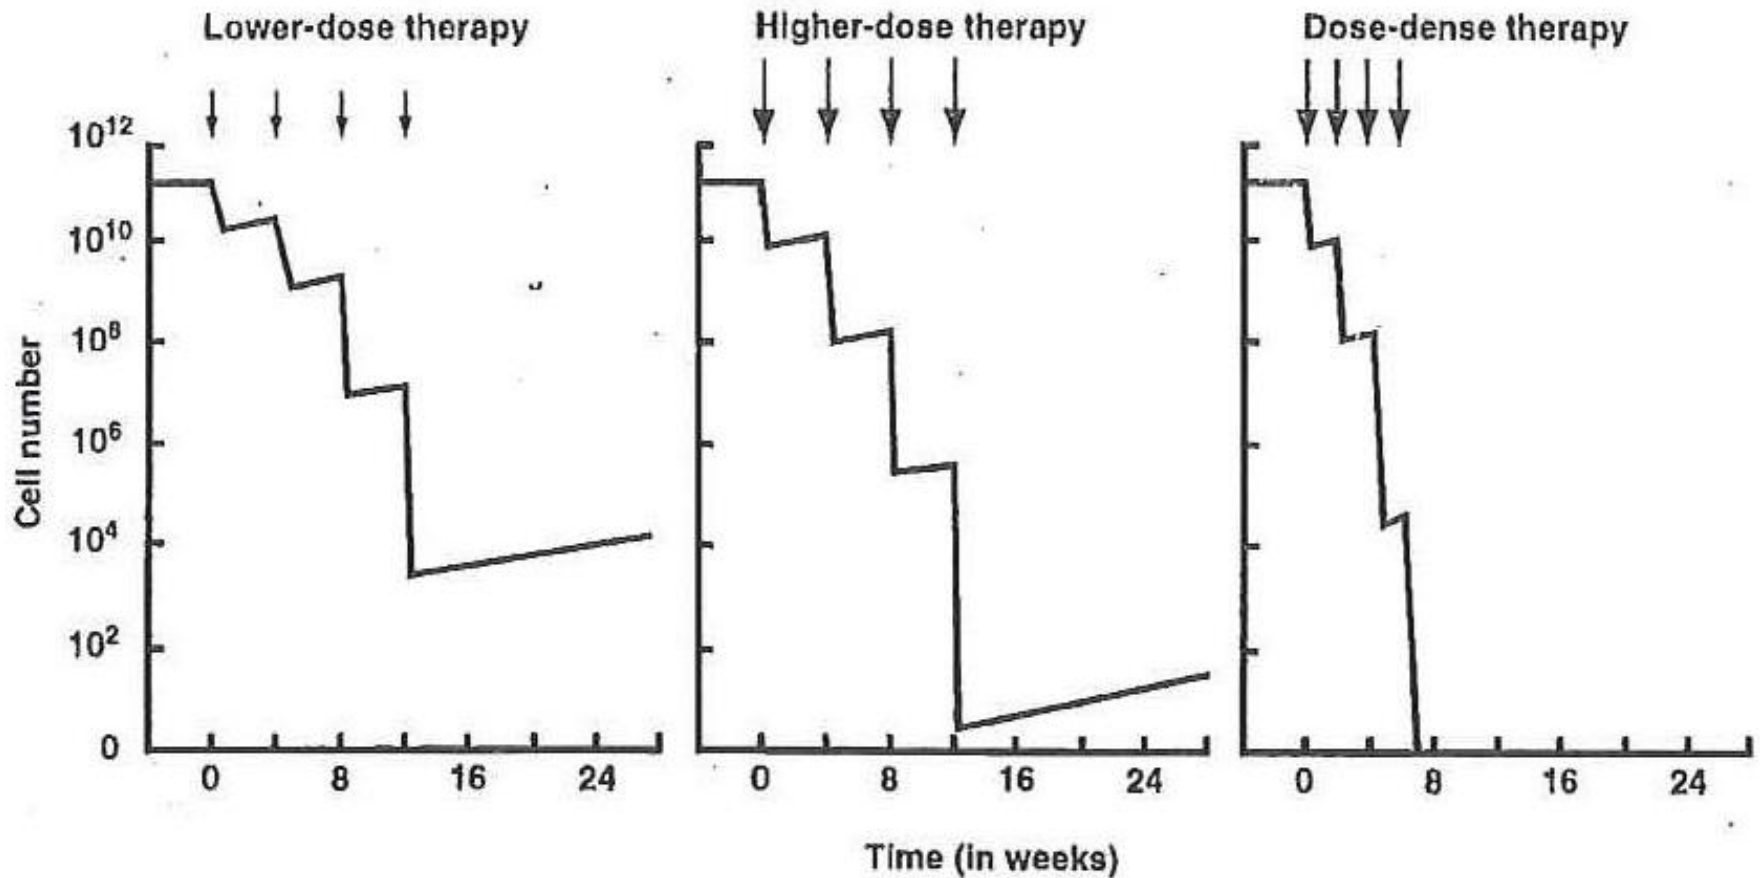 Lower-dose therapy
Higher-dose therapy
Dose-dense therapy
Cell number
10¹²
10¹⁰
10⁸
10⁶
10⁴
10²
0
0 8 16 24
0 8 16 24
0 8 16 24
Time (in weeks)